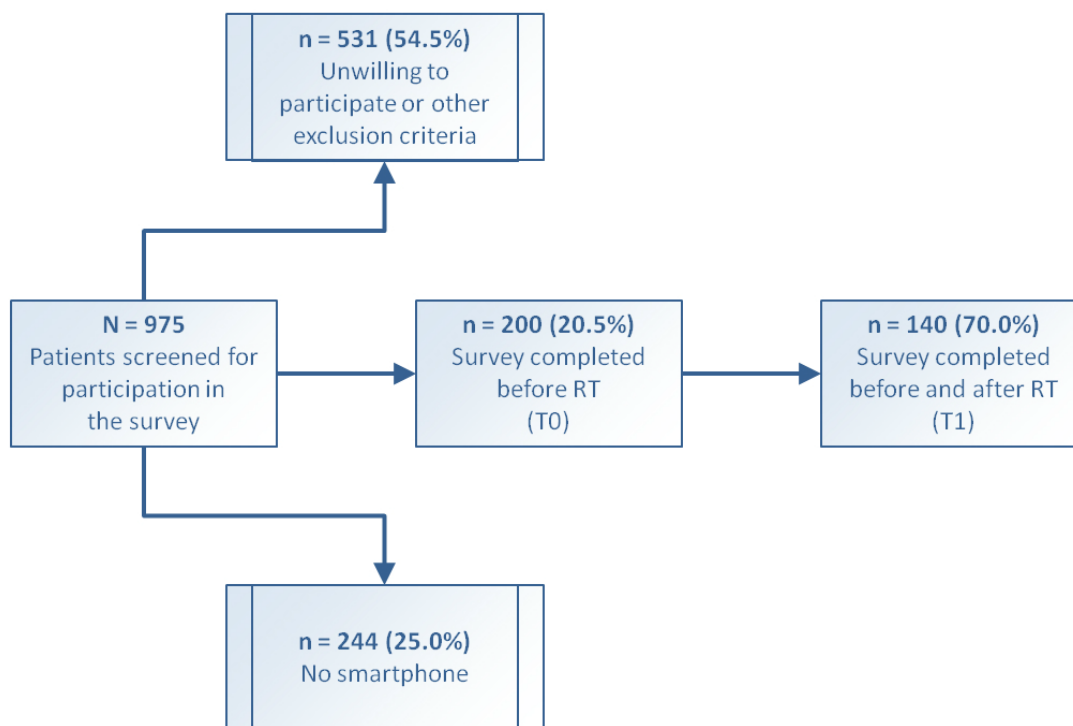 n = 531 (54.5%)
Unwilling to
participate or other
exclusion criteria
N = 975
Patients screened for
participation in
the survey
n = 200 (20.5%)
Survey completed
before RT
(T0)
n = 140 (70.0%)
Survey completed
before and after RT
(T1)
n = 244 (25.0%)
No smartphone